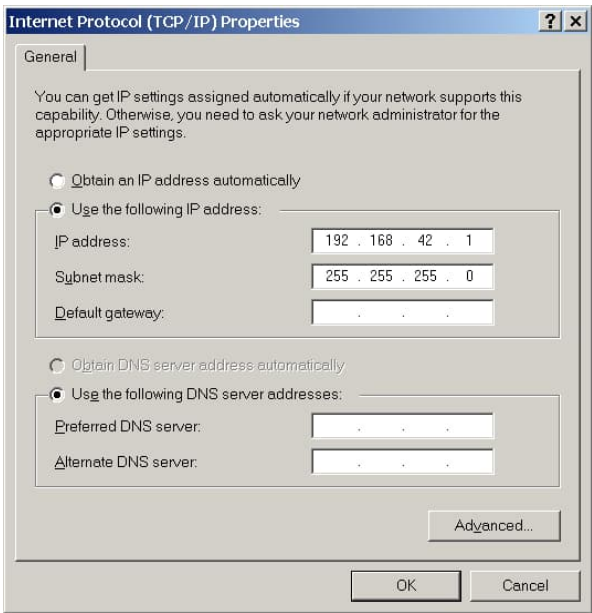 Internet Protocol (TCP/IP) Properties
General
You can get IP settings assigned automatically if your network supports this
capability. Otherwise, you need to ask your network administrator for the
appropriate IP settings.
Obtain an IP address automatically
Use the following IP address:
IP address: 192 . 168 . 42 . 1
Subnet mask: 255 . 255 . 255 . 0
Default gateway: . . .
Obtain DNS server address automatically
Use the following DNS server addresses:
Preferred DNS server: . . .
Alternate DNS server: . . .
Advanced...
OK Cancel